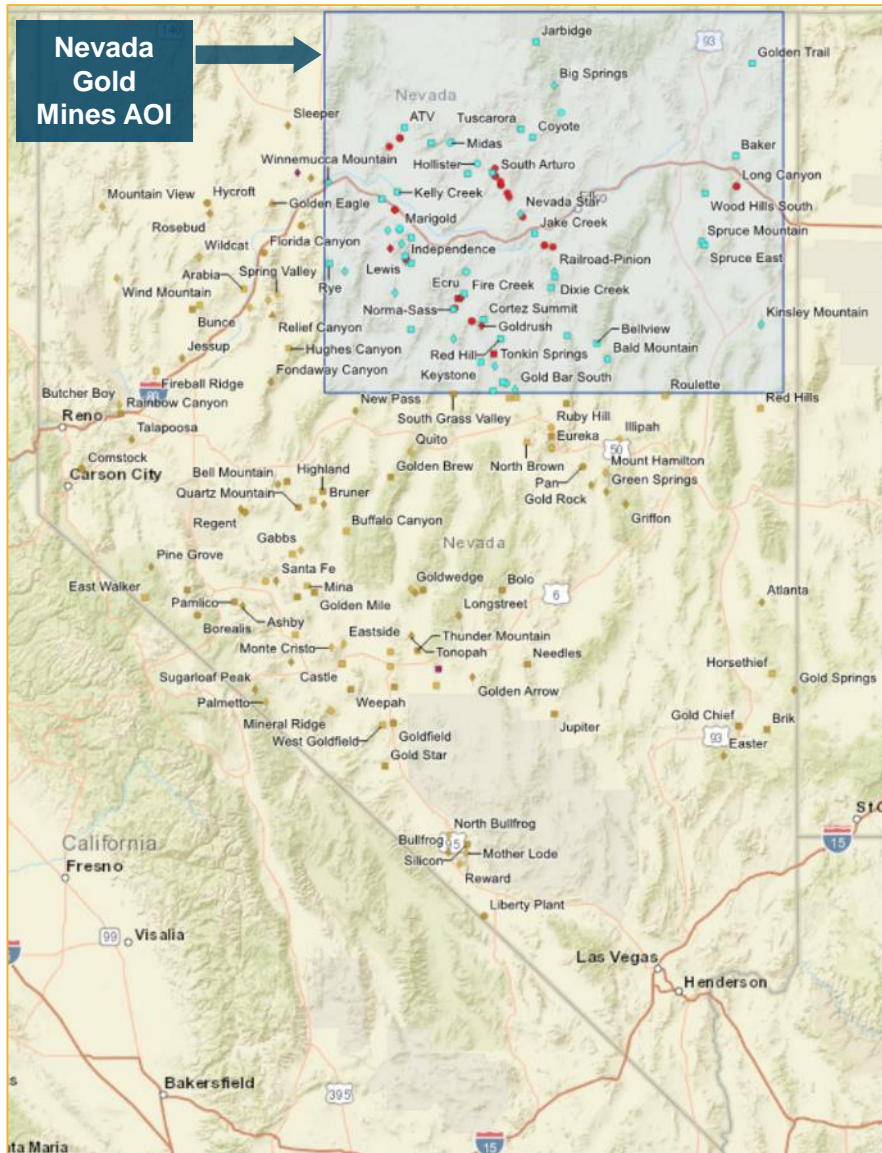 Nevada
Gold
Mines AOI
140
93
Jarbidge
Golden Trail
Big Springs
Nevada
Sleeper
ATV
Tuscarora
Coyote
Midas
Baker
Winnemucca Mountain
Hollister
South Arturo
Long Canyon
Mountain View
Hycroft
Kelly Creek
Nevada Star
Wood Hills South
Golden Eagle
Rosebud
Marigold
Jake Creek
Spruce Mountain
Wildcat
Florida Canyon
Independence
Spruce East
Arabia
Spring Valley
Lewis
Railroad-Pinion
Wind Mountain
Rye
Ecru
Fire Creek
Dixie Creek
Bunce
Norma-Sass
Cortez Summit
Kinsley Mountain
Relief Canyon
Goldrush
Bellview
Jessup
Hughes Canyon
Red Hill
Tonkin Springs
Bald Mountain
Fireball Ridge
Fondaway Canyon
Keystone
Gold Bar South
Butcher Boy
80
Rainbow Canyon
New Pass
Roulette
Red Hills
Reno
South Grass Valley
Ruby Hill
Talapoosa
Illipah
Comstock
Quito
Eureka
50
Carson City
Bell Mountain
Highland
Golden Brew
North Brown
Mount Hamilton
Quartz Mountain
Bruner
Pan
Green Springs
Gold Rock
Regent
Buffalo Canyon
Griffon
Gabbs
Nevada
Pine Grove
Santa Fe
East Walker
Mina
Goldwedge
Bolo
6
Atlanta
Pamlico
Golden Mile
Longstreet
Borealis
Ashby
Eastside
Thunder Mountain
Monte Cristo
Tonopah
Needles
Sugarloaf Peak
Castle
Horsethief
Gold Springs
Palmetto
Weepah
Golden Arrow
Mineral Ridge
Jupiter
Gold Chief
Brik
West Goldfield
Goldfield
93
Easter
Gold Star
North Bullfrog
St
California
Bullfrog
95
Mother Lode
15
Fresno
Silicon
Reward
Liberty Plant
99
Visalia
Las Vegas
Henderson
Bakersfield
395
15
nta Maria